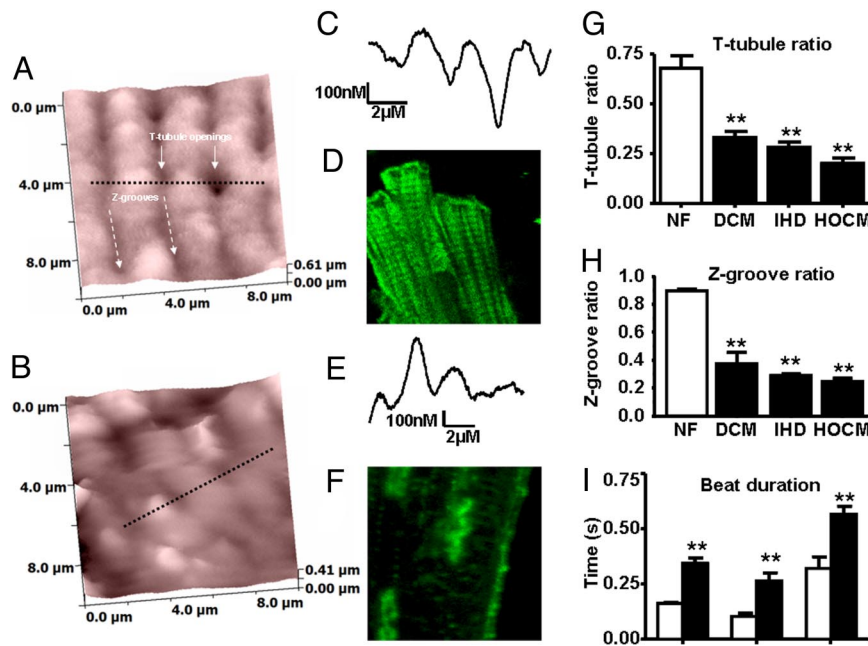 A
0.0 µm
T-tubule openings
4.0 µm
Z-grooves
8.0 µm
0.61 µm
0.00 µm
0.0 µm
4.0 µm
8.0 µm
B
0.0 µm
4.0 µm
8.0 µm
0.41 µm
0.00 µm
0.0 µm
4.0 µm
8.0 µm
C
100nM
2µM
D
E
100nM
2µM
F
G
T-tubule ratio
T-tubule ratio
0.75
0.50
0.25
0.00
**
**
**
NF DCM IHD HOCM
H
Z-groove ratio
Z-groove ratio
1.0
0.8
0.6
0.4
0.2
0.0
**
**
**
NF DCM IHD HOCM
I
Beat duration
Time (s)
0.75
0.50
0.25
0.00
**
**
**